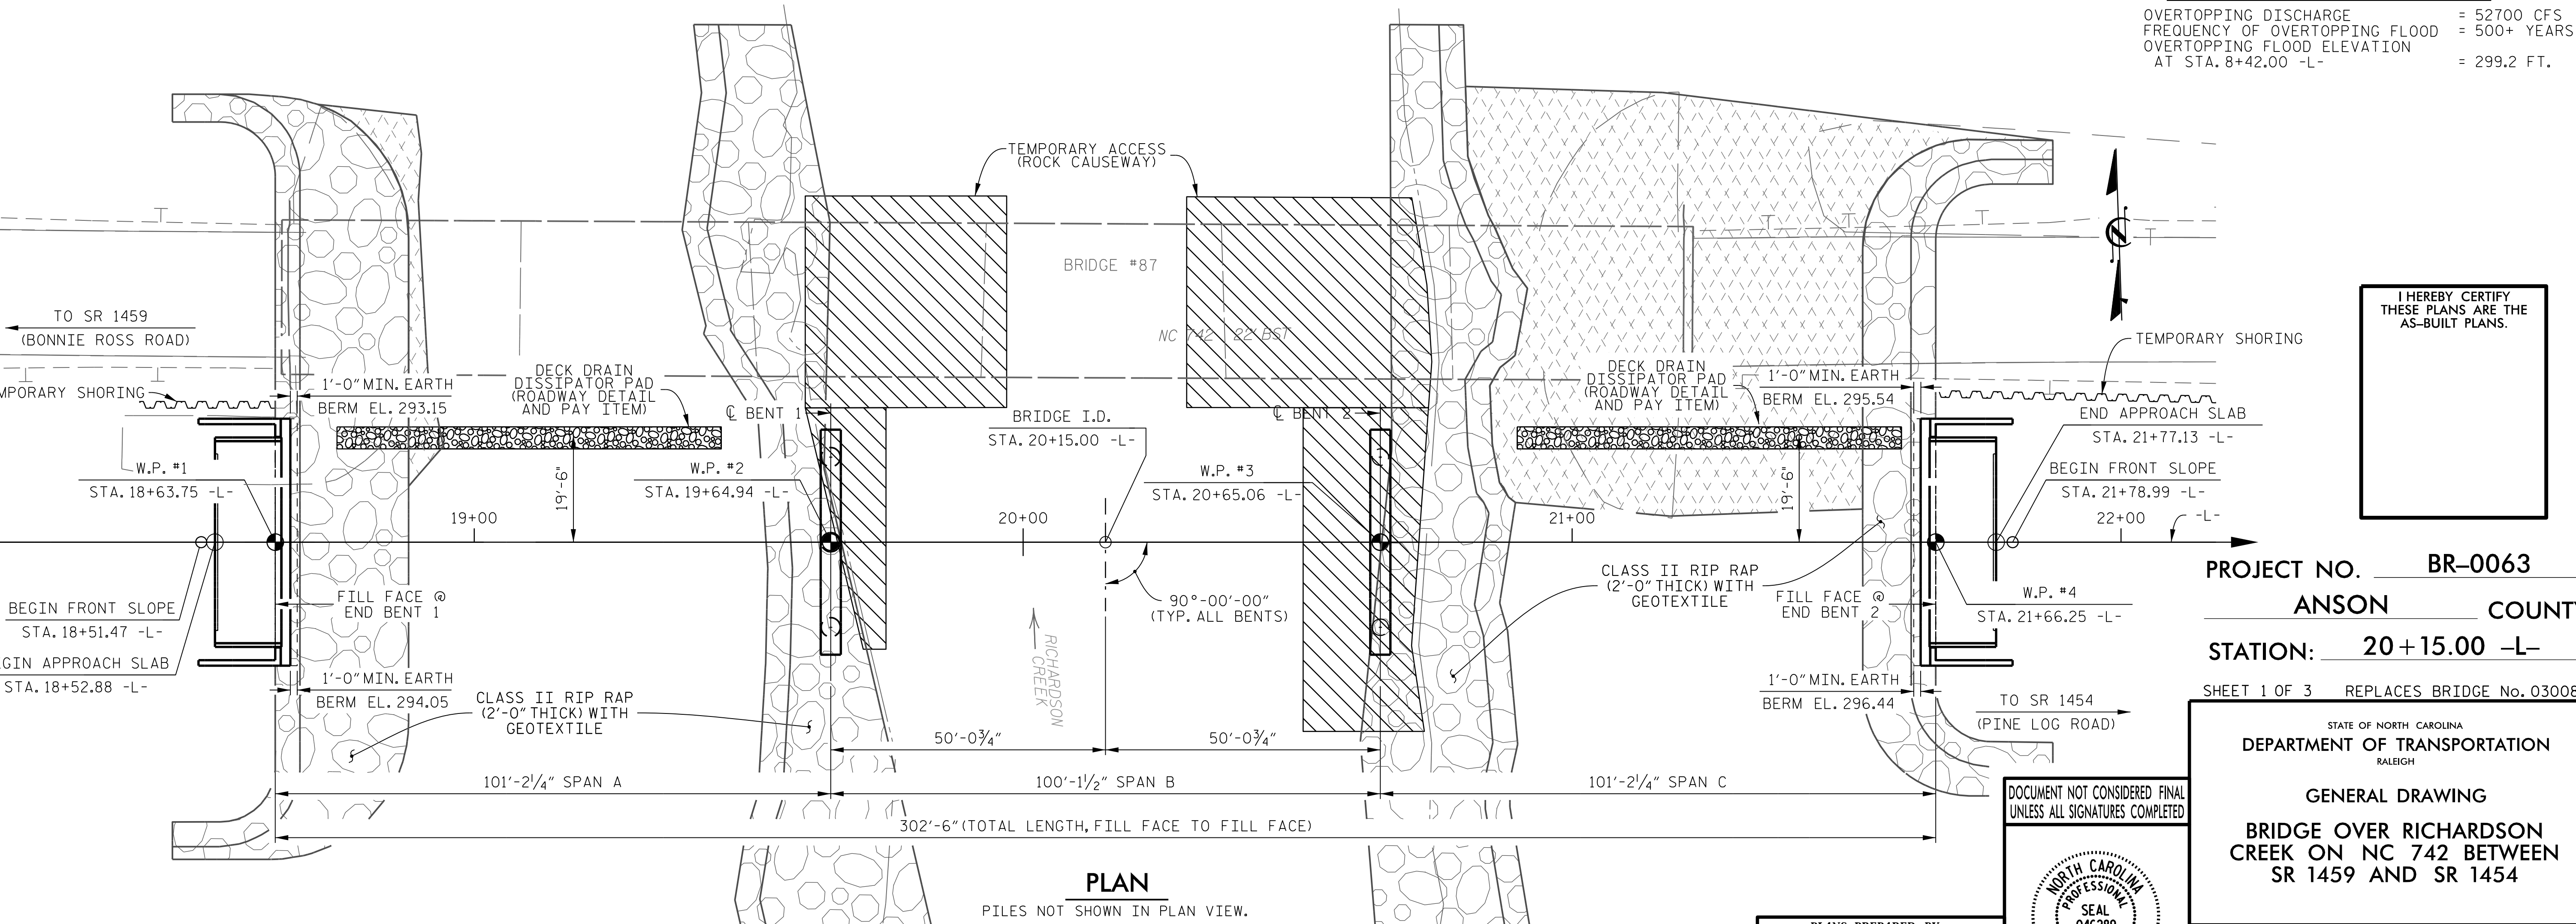 OVERTOPPING DISCHARGE = 52700 CFS
FREQUENCY OF OVERTOPPING FLOOD = 500+ YEARS
OVERTOPPING FLOOD ELEVATION
AT STA. 8+42.00 -L- = 299.2 FT.
TEMPORARY ACCESS
(ROCK CAUSEWAY)
BRIDGE #87
NC 742 22' BST
TO SR 1459
(BONNIE ROSS ROAD)
MPORARY SHORING
1'-0" MIN. EARTH
BERM EL. 293.15
DECK DRAIN
DISSIPATOR PAD
(ROADWAY DETAIL
AND PAY ITEM)
℄ BENT 1
BRIDGE I.D.
STA. 20+15.00 -L-
℄ BENT 2
DECK DRAIN
DISSIPATOR PAD
(ROADWAY DETAIL
AND PAY ITEM)
1'-0" MIN. EARTH
BERM EL. 295.54
TEMPORARY SHORING
END APPROACH SLAB
STA. 21+77.13 -L-
BEGIN FRONT SLOPE
STA. 21+78.99 -L-
N
I HEREBY CERTIFY
THESE PLANS ARE THE
AS-BUILT PLANS.
W.P. #1
STA. 18+63.75 -L-
19'-6"
W.P. #2
STA. 19+64.94 -L-
W.P. #3
STA. 20+65.06 -L-
19'-6"
19+00
20+00
21+00
22+00
-L-
BEGIN FRONT SLOPE
STA. 18+51.47 -L-
GIN APPROACH SLAB
STA. 18+52.88 -L-
FILL FACE @
END BENT 1
1'-0" MIN. EARTH
BERM EL. 294.05
CLASS II RIP RAP
(2'-0" THICK) WITH
GEOTEXTILE
RICHARDSON
CREEK
90°-00'-00"
(TYP. ALL BENTS)
CLASS II RIP RAP
(2'-0" THICK) WITH
GEOTEXTILE
FILL FACE @
END BENT 2
W.P. #4
STA. 21+66.25 -L-
1'-0" MIN. EARTH
BERM EL. 296.44
TO SR 1454
(PINE LOG ROAD)
50'-0¾"
50'-0¾"
101'-2¼" SPAN A
100'-1½" SPAN B
101'-2¼" SPAN C
302'-6" (TOTAL LENGTH, FILL FACE TO FILL FACE)
PLAN
PILES NOT SHOWN IN PLAN VIEW.
PROJECT NO. BR-0063
ANSON COUNTY
STATION: 20+15.00 -L-
SHEET 1 OF 3 REPLACES BRIDGE No. 03008
STATE OF NORTH CAROLINA
DEPARTMENT OF TRANSPORTATION
RALEIGH
GENERAL DRAWING
BRIDGE OVER RICHARDSON
CREEK ON NC 742 BETWEEN
SR 1459 AND SR 1454
DOCUMENT NOT CONSIDERED FINAL
UNLESS ALL SIGNATURES COMPLETED
NORTH CAROLINA
PROFESSIONAL
SEAL